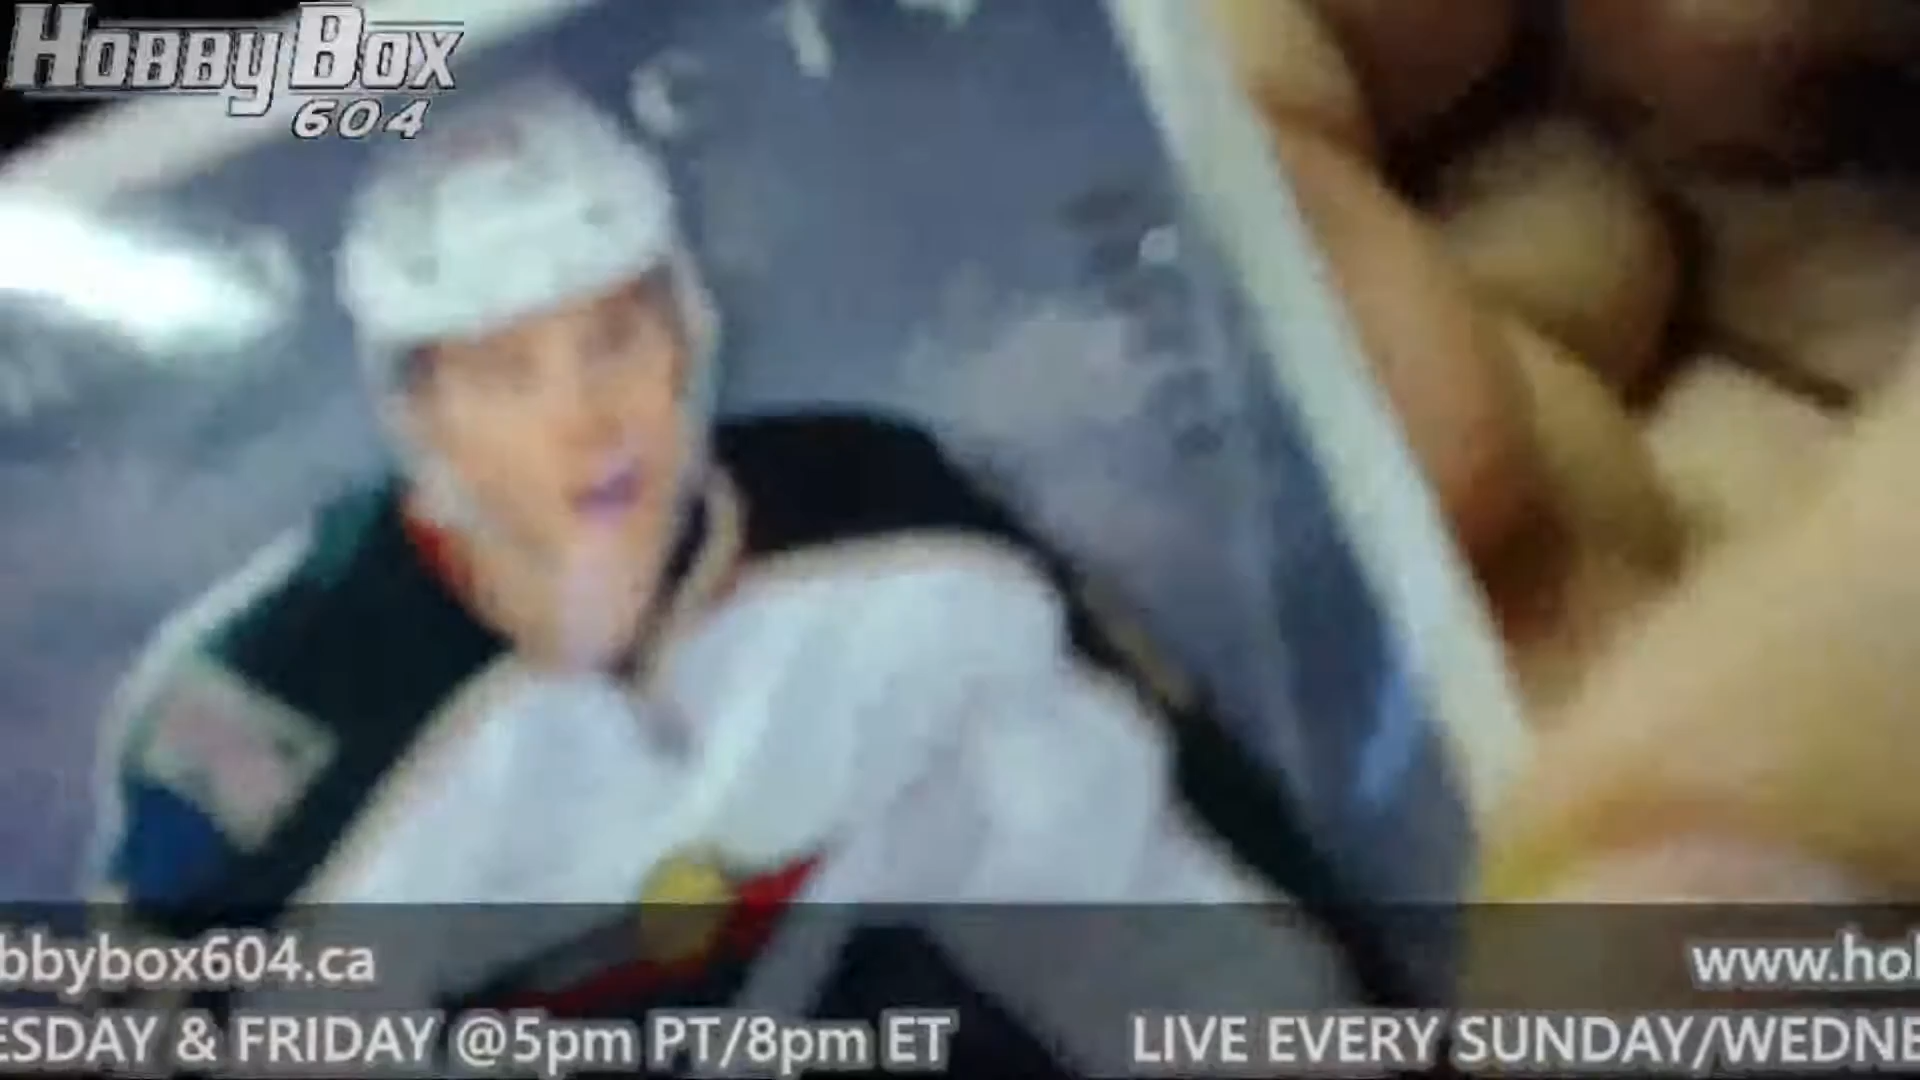 HobbyBox
604
bbybox604.ca
www.hob
ESDAY & FRIDAY @5pm PT/8pm ET
LIVE EVERY SUNDAY/WEDNE